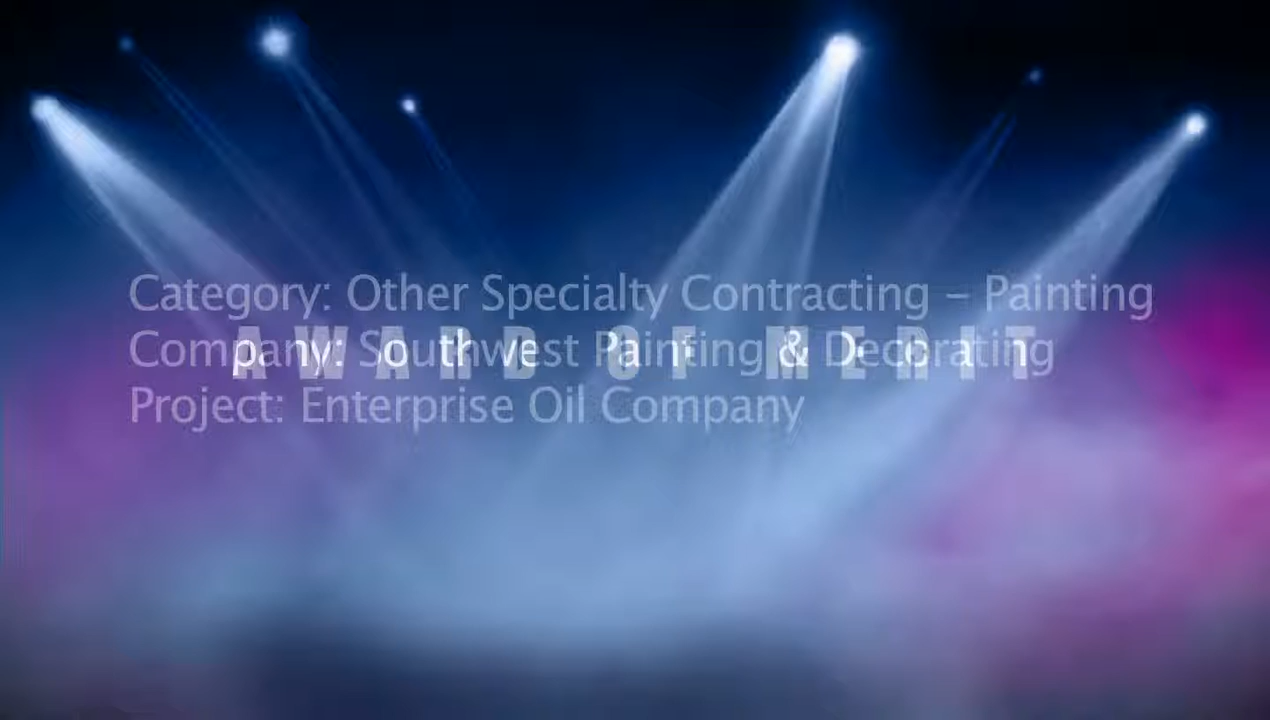 Category: Other Specialty Contracting – Painting
Company: Southwest Painting & Decorating
AWARD OF MERIT
Project: Enterprise Oil Company